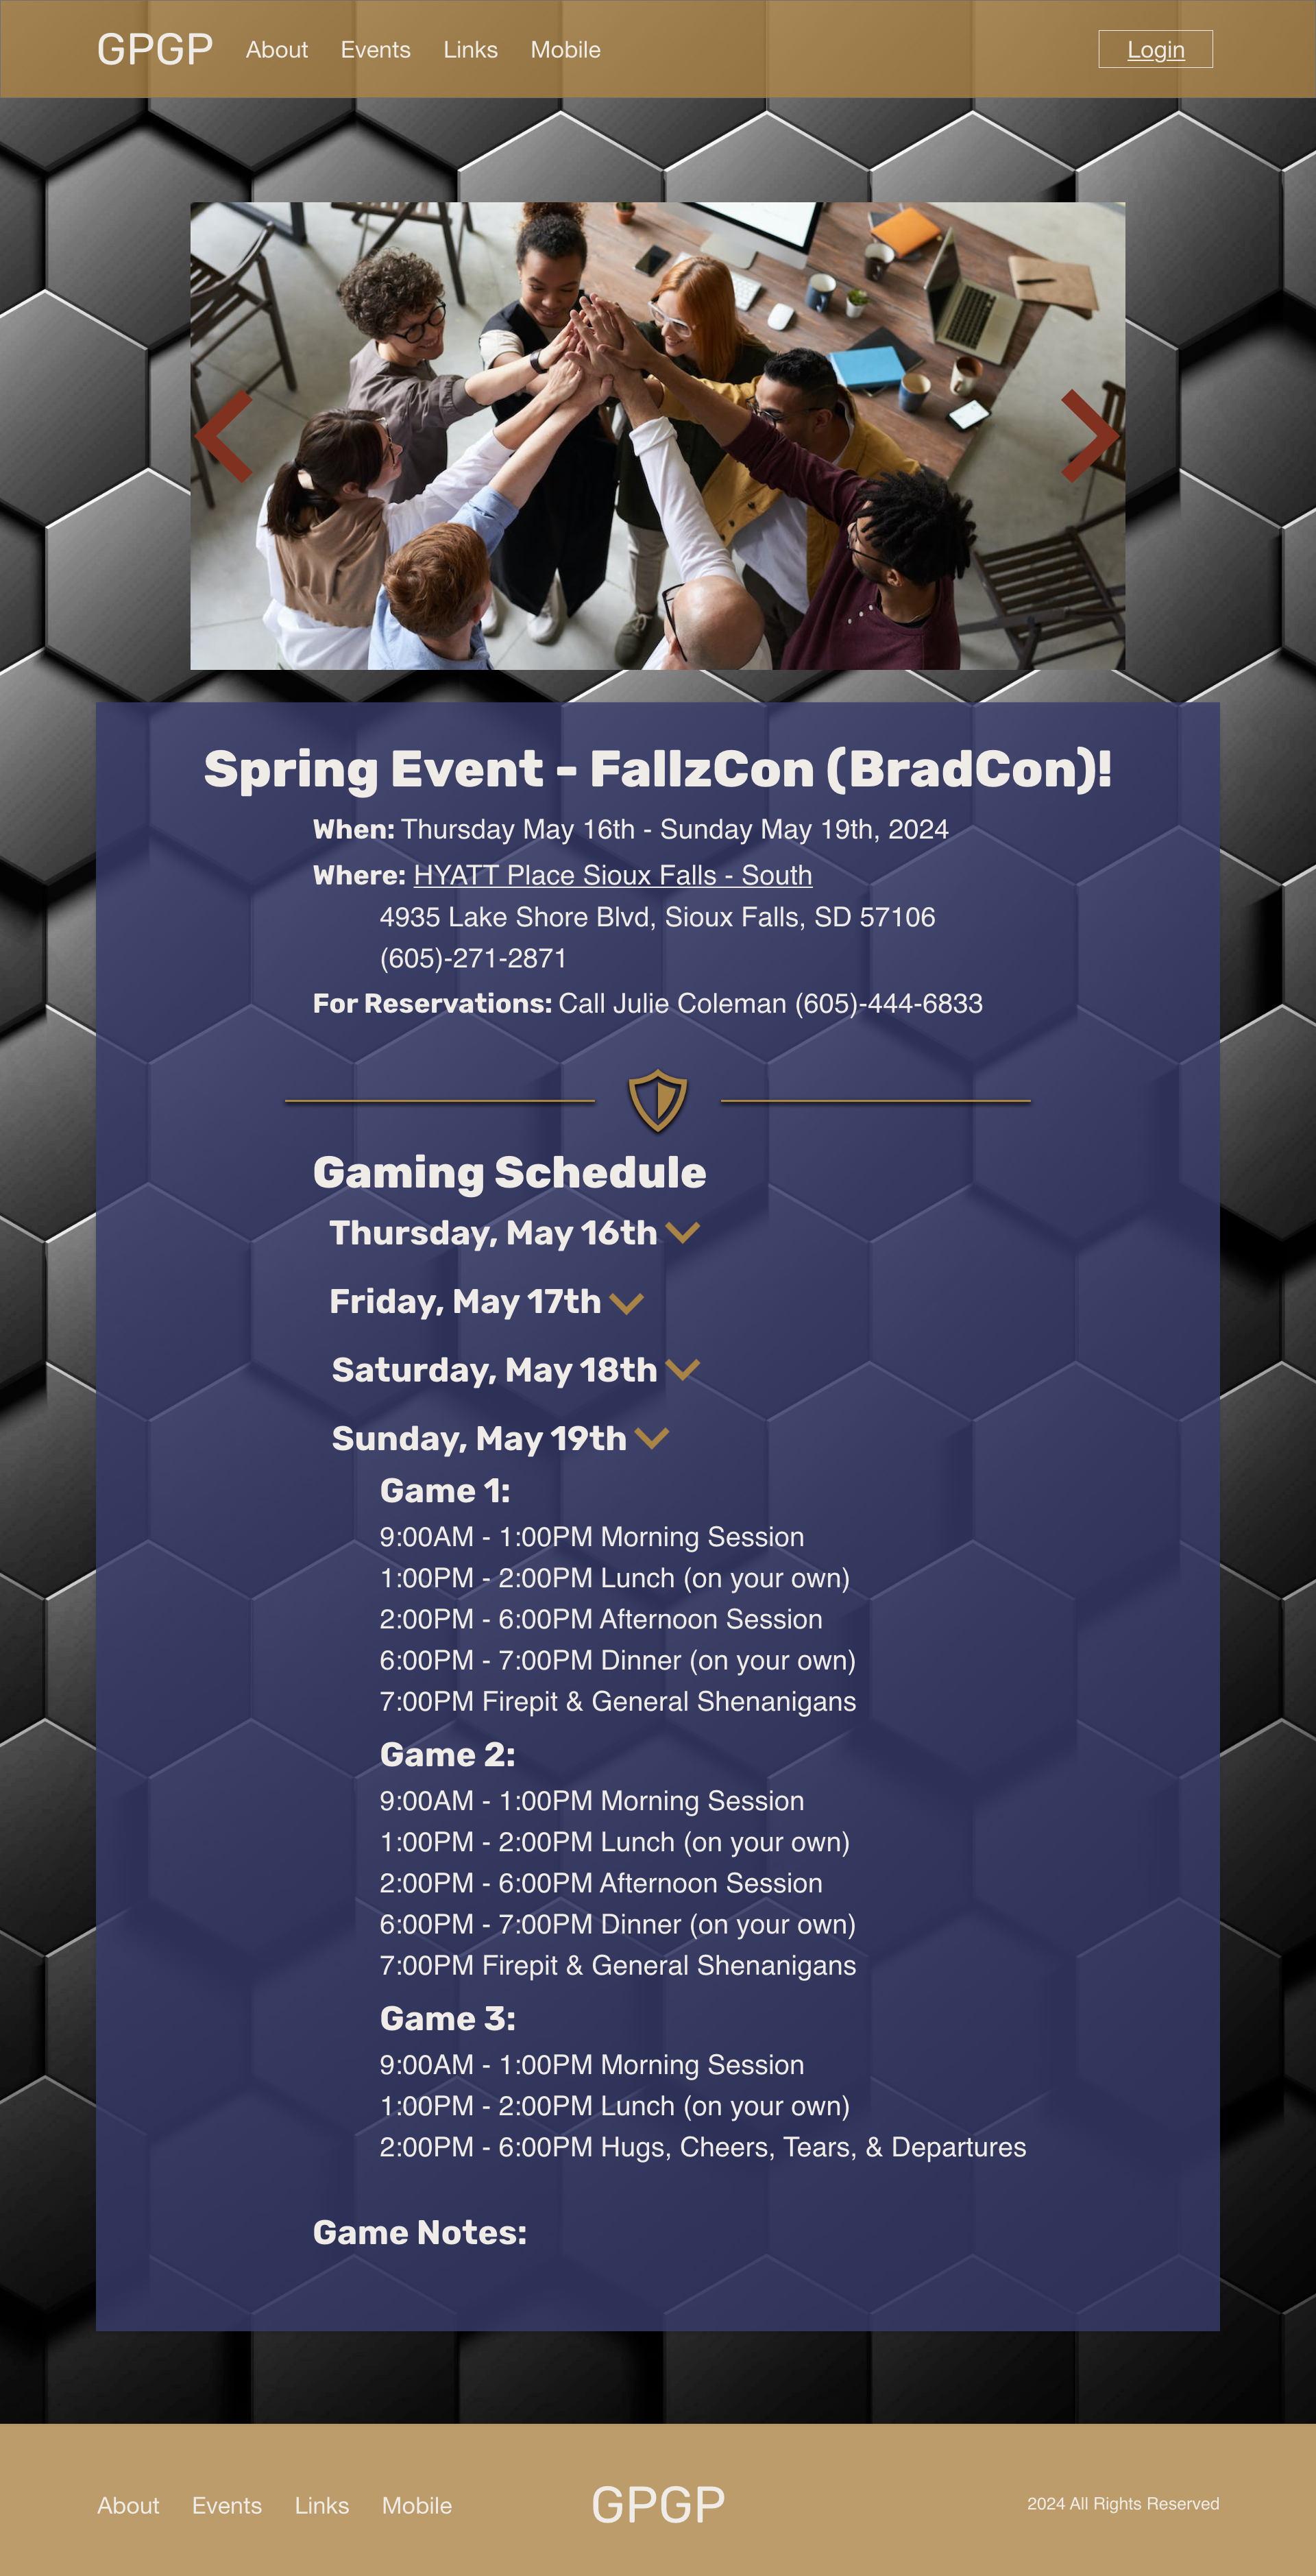 GPGP About Events Links Mobile Login
Spring Event - FallzCon (BradCon)!
When: Thursday May 16th - Sunday May 19th, 2024
Where: HYATT Place Sioux Falls - South
4935 Lake Shore Blvd, Sioux Falls, SD 57106
(605)-271-2871
For Reservations: Call Julie Coleman (605)-444-6833
Gaming Schedule
Thursday, May 16th
Friday, May 17th
Saturday, May 18th
Sunday, May 19th
Game 1:
9:00AM - 1:00PM Morning Session
1:00PM - 2:00PM Lunch (on your own)
2:00PM - 6:00PM Afternoon Session
6:00PM - 7:00PM Dinner (on your own)
7:00PM Firepit & General Shenanigans
Game 2:
9:00AM - 1:00PM Morning Session
1:00PM - 2:00PM Lunch (on your own)
2:00PM - 6:00PM Afternoon Session
6:00PM - 7:00PM Dinner (on your own)
7:00PM Firepit & General Shenanigans
Game 3:
9:00AM - 1:00PM Morning Session
1:00PM - 2:00PM Lunch (on your own)
2:00PM - 6:00PM Hugs, Cheers, Tears, & Departures
Game Notes:
About Events Links Mobile GPGP 2024 All Rights Reserved